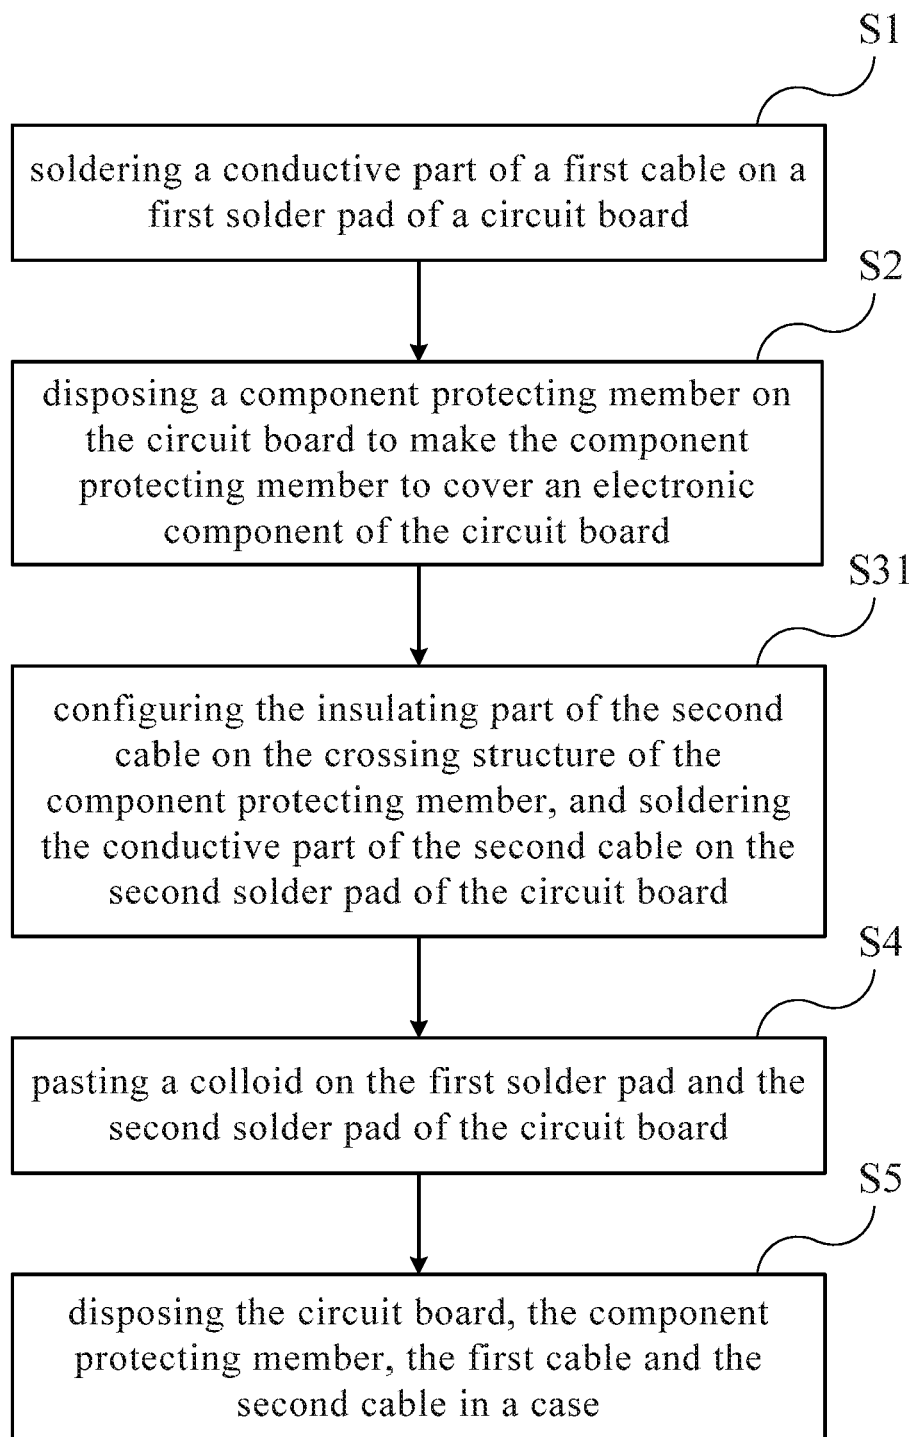 S1
soldering a conductive part of a first cable on a
first solder pad of a circuit board
S2
disposing a component protecting member on
the circuit board to make the component
protecting member to cover an electronic
component of the circuit board
S31
configuring the insulating part of the second
cable on the crossing structure of the
component protecting member, and soldering
the conductive part of the second cable on the
second solder pad of the circuit board
S4
pasting a colloid on the first solder pad and the
second solder pad of the circuit board
S5
disposing the circuit board, the component
protecting member, the first cable and the
second cable in a case